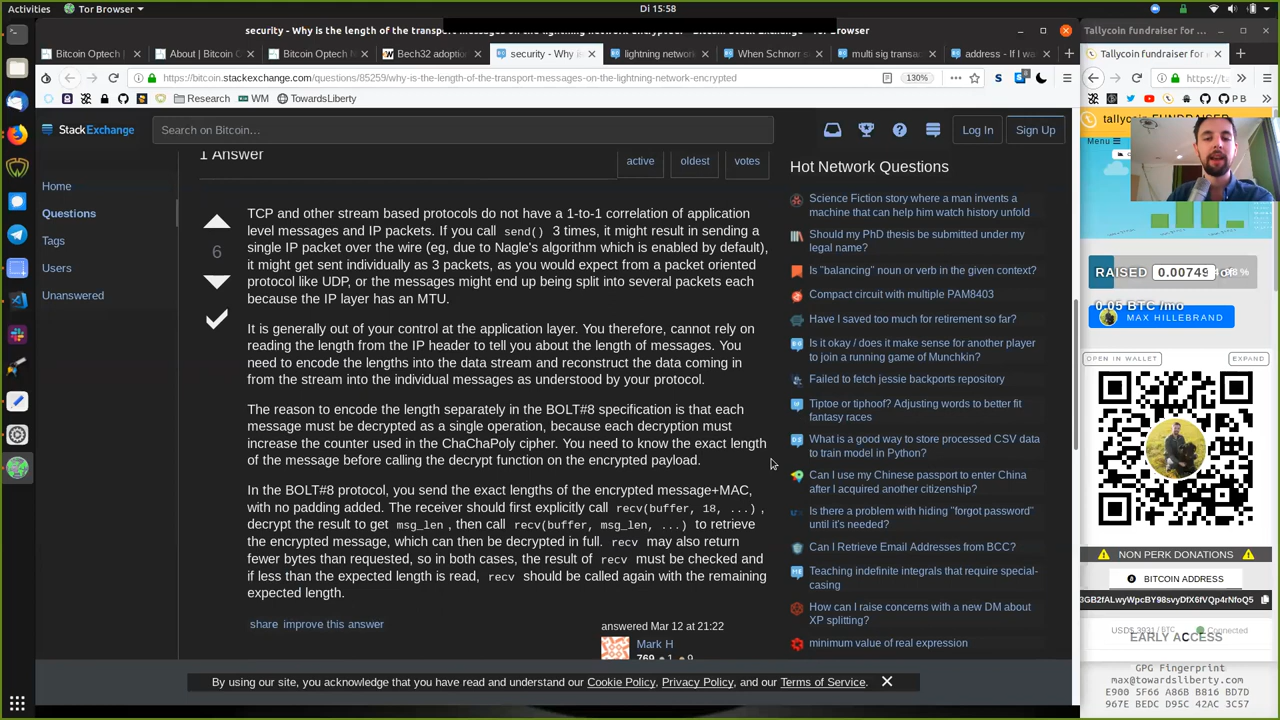 Activities
Tor Browser
Di 15:58
security - Why is the length of the transport messages on the lightning network encrypted? - Bitcoin Stack Exchange - Tor Browser
Tallycoin fundraiser for
Bitcoin Optech
About | Bitcoin
Bitcoin Optech
Bech32 adoption
security - Why i
lightning network
When Schnorr s
multi sig transac
address - If I wa
Tallycoin fundraiser for
https://bitcoin.stackexchange.com/questions/85259/why-is-the-length-of-the-transport-messages-on-the-lightning-network-encrypted
130%
https://
Research
WM
TowardsLiberty
P B
StackExchange
Search on Bitcoin…
Log In
Sign Up
tallycoin FUNDRAISER
Menu
Home
Questions
Tags
Users
Unanswered
1 Answer
active
oldest
votes
6
TCP and other stream based protocols do not have a 1-to-1 correlation of application
level messages and IP packets. If you call send() 3 times, it might result in sending a
single IP packet over the wire (eg, due to Nagle's algorithm which is enabled by default),
it might get sent individually as 3 packets, as you would expect from a packet oriented
protocol like UDP, or the messages might end up being split into several packets each
because the IP layer has an MTU.
It is generally out of your control at the application layer. You therefore, cannot rely on
reading the length from the IP header to tell you about the length of messages. You
need to encode the lengths into the data stream and reconstruct the data coming in
from the stream into the individual messages as understood by your protocol.
The reason to encode the length separately in the BOLT#8 specification is that each
message must be decrypted as a single operation, because each decryption must
increase the counter used in the ChaChaPoly cipher. You need to know the exact length
of the message before calling the decrypt function on the encrypted payload.
In the BOLT#8 protocol, you send the exact lengths of the encrypted message+MAC,
with no padding added. The receiver should first explicitly call recv(buffer, 18, ...) ,
decrypt the result to get msg_len , then call recv(buffer, msg_len, ...) to retrieve
the encrypted message, which can then be decrypted in full. recv may also return
fewer bytes than requested, so in both cases, the result of recv must be checked and
if less than the expected length is read, recv should be called again with the remaining
expected length.
share improve this answer
answered Mar 12 at 21:22
Mark H
769 1 9
Hot Network Questions
Science Fiction story where a man invents a
machine that can help him watch history unfold
Should my PhD thesis be submitted under my
legal name?
Is "balancing" noun or verb in the given context?
Compact circuit with multiple PAM8403
Have I saved too much for retirement so far?
Is it okay / does it make sense for another player
to join a running game of Munchkin?
Failed to fetch jessie backports repository
Tiptoe or tiphoof? Adjusting words to better fit
fantasy races
What is a good way to store processed CSV data
to train model in Python?
Can I use my Chinese passport to enter China
after I acquired another citizenship?
Is there a problem with hiding "forgot password"
until it's needed?
Can I Retrieve Email Addresses from BCC?
Teaching indefinite integrals that require special-
casing
How can I raise concerns with a new DM about
XP splitting?
minimum value of real expression
By using our site, you acknowledge that you have read and understand our Cookie Policy, Privacy Policy, and our Terms of Service.
RAISED 0.00749
0.05 BTC /mo
MAX HILLEBRAND
OPEN IN WALLET
EXPAND
NON PERK DONATIONS
BITCOIN ADDRESS
3GB2fALwyWpcBY98svyDfX6fVQp4rNfoQ5
USD$ 3931 / BTC
Connected
EARLY ACCESS
GPG Fingerprint
max@towardsliberty.com
E900 5F66 A86B B816 BD7D
967E BEDC D95C 42AC 3C57